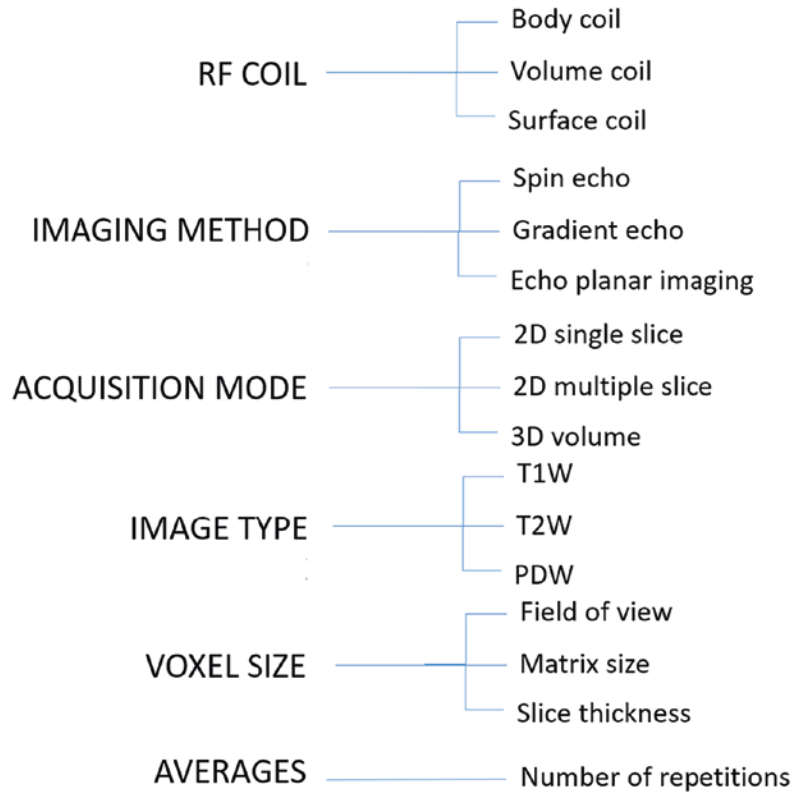 RF COIL
Body coil
Volume coil
Surface coil
IMAGING METHOD
Spin echo
Gradient echo
Echo planar imaging
ACQUISITION MODE
2D single slice
2D multiple slice
3D volume
IMAGE TYPE
T1W
T2W
PDW
VOXEL SIZE
Field of view
Matrix size
Slice thickness
AVERAGES
Number of repetitions